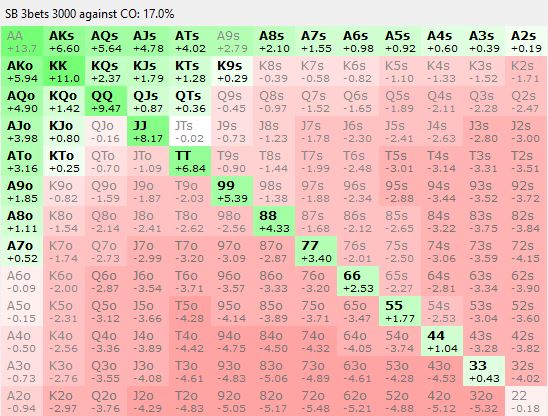 SB 3bets 3000 against CO: 17.0%
AA AKs AQs AJs ATs A9s A8s A7s A6s A5s A4s A3s A2s
+13.7 +6.60 +5.64 +4.78 +4.02 +2.79 +2.10 +1.55 +0.98 +0.92 +0.60 +0.39 +0.19
AKo KK KQs KJs KTs K9s K8s K7s K6s K5s K4s K3s K2s
+5.94 +11.0 +2.37 +1.79 +1.28 +0.29 -0.39 -0.58 -0.82 -1.10 -1.33 -1.52 -1.71
AQo KQo QQ QJs QTs Q9s Q8s Q7s Q6s Q5s Q4s Q3s Q2s
+4.90 +1.42 +9.47 +0.87 +0.36 -0.45 -0.97 -1.52 -1.65 -1.89 -2.11 -2.28 -2.47
AJo KJo QJo JJ JTs J9s J8s J7s J6s J5s J4s J3s J2s
+3.98 +0.80 -0.16 +8.17 -0.02 -0.73 -1.23 -1.78 -2.30 -2.41 -2.63 -2.80 -3.00
ATo KTo QTo JTo TT T9s T8s T7s T6s T5s T4s T3s T2s
+3.16 +0.25 -0.70 -1.09 +6.84 -0.90 -1.44 -1.99 -2.48 -3.01 -3.14 -3.31 -3.51
A9o K9o Q9o J9o T9o 99 98s 97s 96s 95s 94s 93s 92s
+1.85 -0.82 -1.59 -1.87 -2.03 +5.39 -1.38 -1.88 -2.34 -2.88 -3.44 -3.52 -3.72
A8o K8o Q8o J8o T8o 98o 88 87s 86s 85s 84s 83s 82s
+1.11 -1.54 -2.14 -2.41 -2.62 -2.56 +4.33 -1.68 -2.12 -2.65 -3.22 -3.75 -3.84
A7o K7o Q7o J7o T7o 97o 87o 77 76s 75s 74s 73s 72s
+0.52 -1.74 -2.73 -2.99 -3.20 -3.09 -2.87 +3.40 -2.01 -2.50 -3.06 -3.59 -4.15
A6o K6o Q6o J6o T6o 96o 86o 76o 66 65s 64s 63s 62s
-0.09 -2.00 -2.87 -3.54 -3.71 -3.57 -3.33 -3.20 +2.53 -2.27 -2.81 -3.34 -3.90
A5o K5o Q5o J5o T5o 95o 85o 75o 65o 55 54s 53s 52s
-0.15 -2.31 -3.12 -3.66 -4.28 -4.14 -3.89 -3.71 -3.47 +1.77 -2.53 -3.04 -3.60
A4o K4o Q4o J4o T4o 94o 84o 74o 64o 54o 44 43s 42s
-0.50 -2.56 -3.36 -3.89 -4.42 -4.75 -4.50 -4.32 -4.05 -3.74 +1.04 -3.28 -3.82
A3o K3o Q3o J3o T3o 93o 83o 73o 63o 53o 43o 33 32s
-0.73 -2.76 -3.55 -4.08 -4.61 -4.83 -5.06 -4.89 -4.61 -4.28 -4.53 +0.43 -4.02
A2o K2o Q2o J2o T2o 92o 82o 72o 62o 52o 42o 32o 22
-0.94 -2.97 -3.76 -4.29 -4.83 -5.05 -5.17 -5.48 -5.21 -4.88 -5.12 -5.32 -0.18